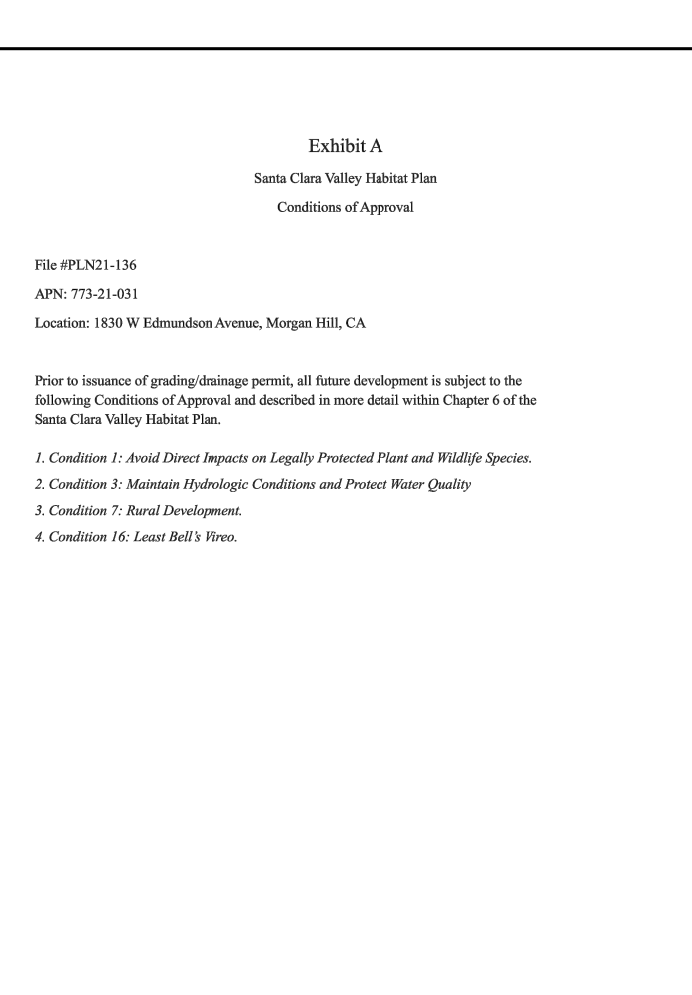 Exhibit A
Santa Clara Valley Habitat Plan
Conditions of Approval
File #PLN21-136
APN: 773-21-031
Location: 1830 W Edmundson Avenue, Morgan Hill, CA
Prior to issuance of grading/drainage permit, all future development is subject to the
following Conditions of Approval and described in more detail within Chapter 6 of the
Santa Clara Valley Habitat Plan.
1. Condition 1: Avoid Direct Impacts on Legally Protected Plant and Wildlife Species.
2. Condition 3: Maintain Hydrologic Conditions and Protect Water Quality
3. Condition 7: Rural Development.
4. Condition 16: Least Bell’s Vireo.